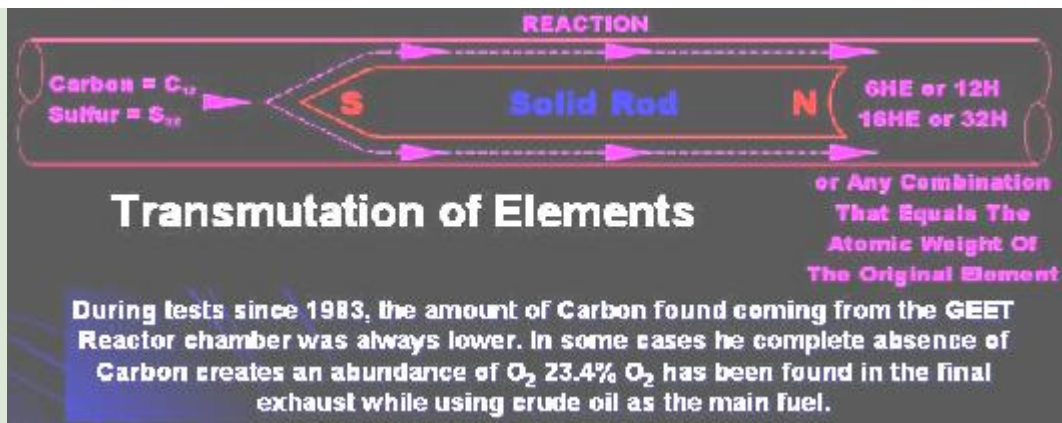 REACTION
Carbon = C₁₂
Sulfur = S₃₂
S
Solid Rod
N
6HE or 12H
16HE or 32H
or Any Combination
That Equals The
Atomic Weight Of
The Original Element
Transmutation of Elements
During tests since 1983, the amount of Carbon found coming from the GEET
Reactor chamber was always lower. In some cases he complete absence of
Carbon creates an abundance of O₂ 23.4% O₂ has been found in the final
exhaust while using crude oil as the main fuel.